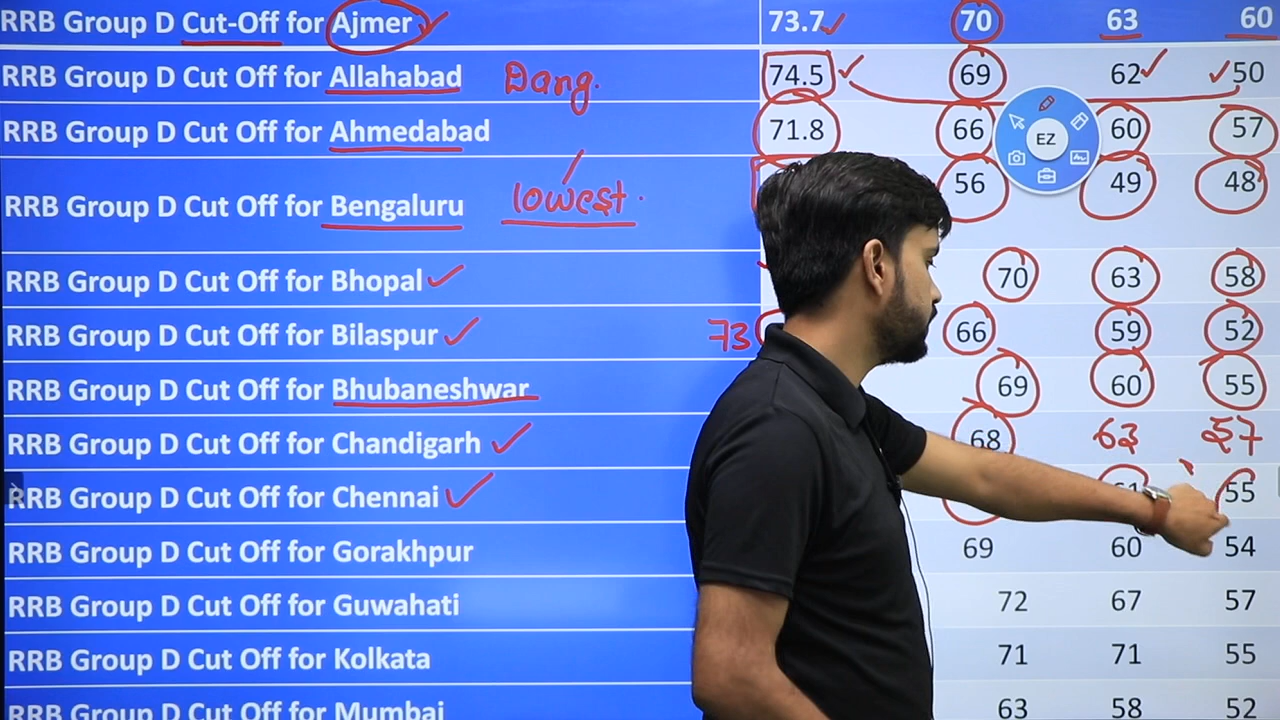 RRB Group D Cut-Off for Ajmer 73.7 70 63 60
RRB Group D Cut Off for Allahabad Dang. 74.5 69 62 50
RRB Group D Cut Off for Ahmedabad 71.8 66 60 57
EZ
RRB Group D Cut Off for Bengaluru lowest. 56 49 48
RRB Group D Cut Off for Bhopal 70 63 58
RRB Group D Cut Off for Bilaspur 73 66 59 52
RRB Group D Cut Off for Bhubaneshwar 69 60 55
RRB Group D Cut Off for Chandigarh 68 63 57
RRB Group D Cut Off for Chennai 55
RRB Group D Cut Off for Gorakhpur 69 60 54
RRB Group D Cut Off for Guwahati 72 67 57
RRB Group D Cut Off for Kolkata 71 71 55
RRB Group D Cut Off for Mumbai 63 58 52